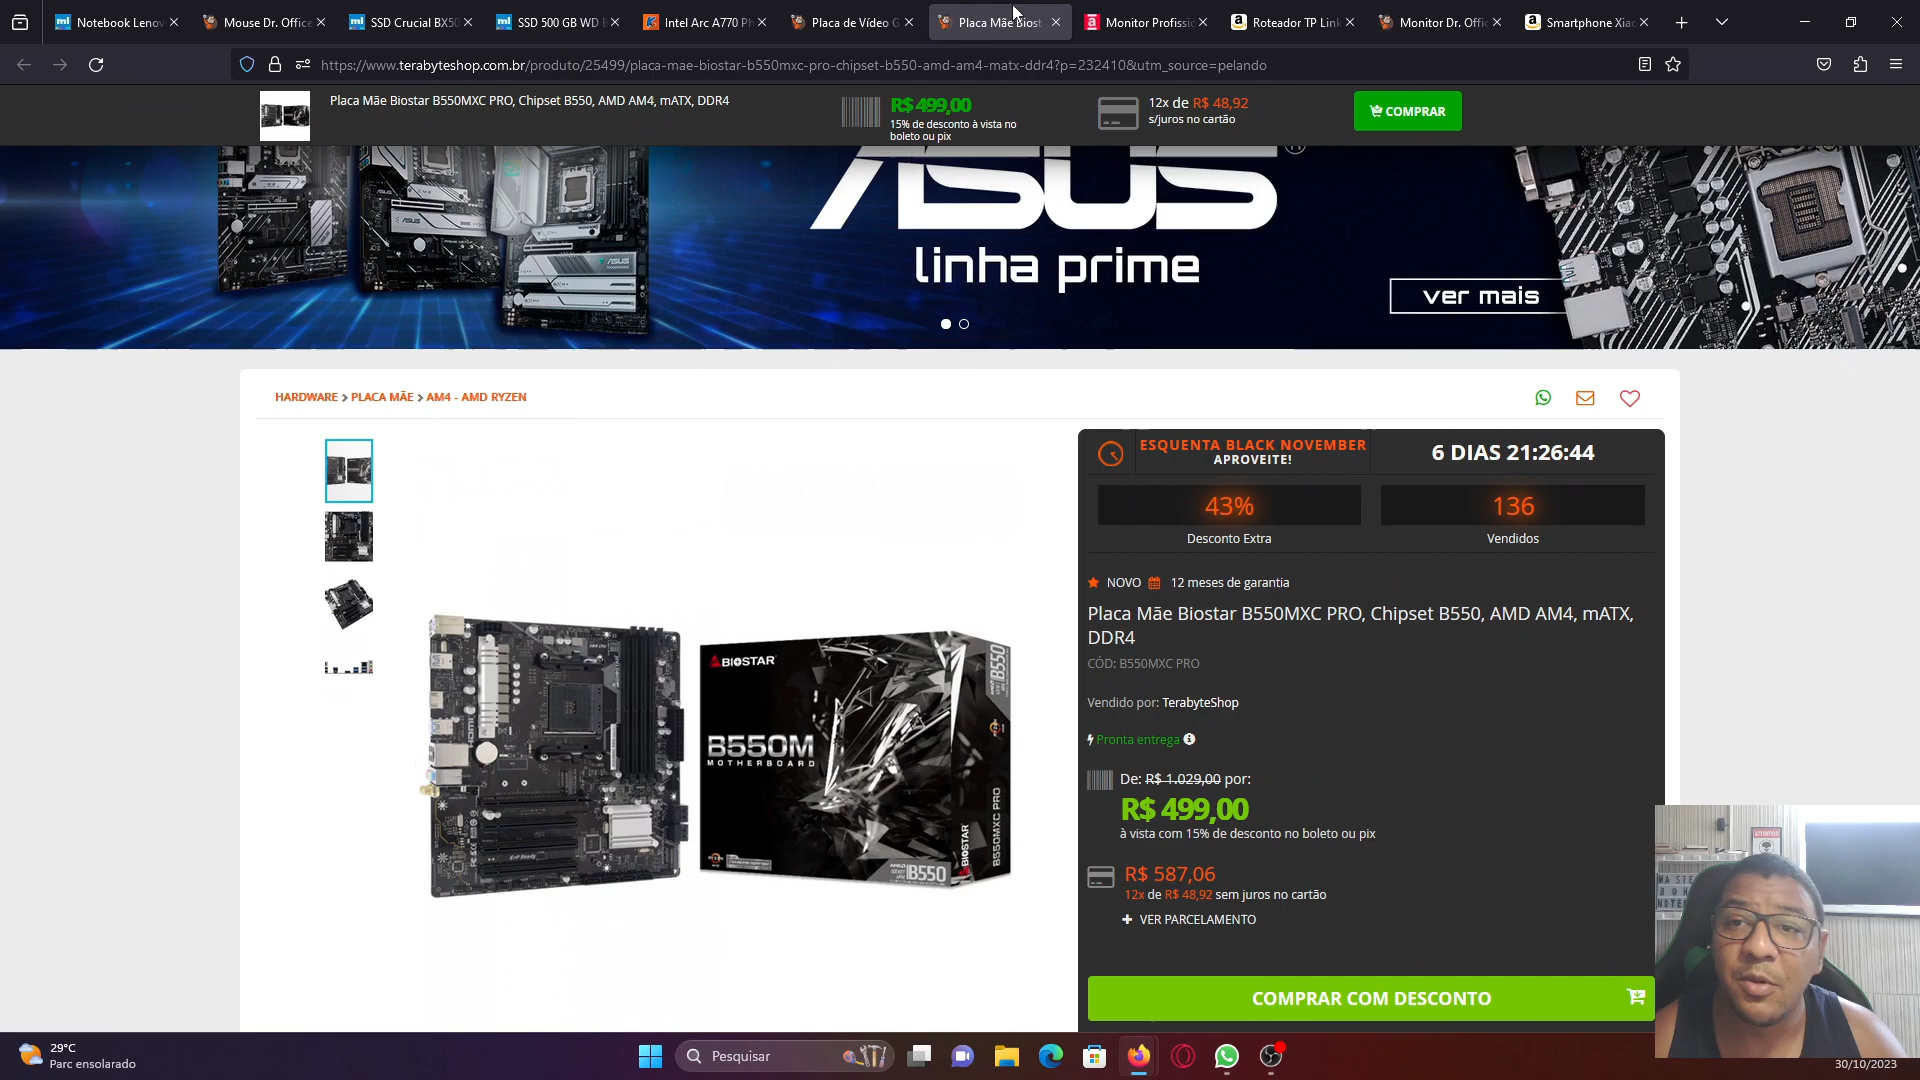 Notebook Lenov
Mouse Dr. Office
SSD Crucial BX50
SSD 500 GB WD B
Intel Arc A770 Ph
Placa de Vídeo G
Placa Mãe Biost
Monitor Profissio
Roteador TP Link
Monitor Dr. Offic
Smartphone Xiao
https://www.terabyteshop.com.br/produto/25499/placa-mae-biostar-b550mxc-pro-chipset-b550-amd-am4-matx-ddr4?p=232410&utm_source=pelando
Placa Mãe Biostar B550MXC PRO, Chipset B550, AMD AM4, mATX, DDR4
R$ 499,00
15% de desconto à vista no
boleto ou pix
12x de R$ 48,92
s/juros no cartão
COMPRAR
ASUS
linha prime
ver mais
HARDWARE > PLACA MÃE > AM4 - AMD RYZEN
ESQUENTA BLACK NOVEMBER
APROVEITE!
6 DIAS 21:26:44
43%
Desconto Extra
136
Vendidos
NOVO 12 meses de garantia
Placa Mãe Biostar B550MXC PRO, Chipset B550, AMD AM4, mATX,
DDR4
CÓD: B550MXC PRO
Vendido por: TerabyteShop
Pronta entrega
De: R$ 1.029,00 por:
R$ 499,00
à vista com 15% de desconto no boleto ou pix
R$ 587,06
12x de R$ 48,92 sem juros no cartão
+ VER PARCELAMENTO
COMPRAR COM DESCONTO
BIOSTAR
B550M
MOTHERBOARD
B550
BIOSTAR
B550MXC PRO
B550
HDMI
ATTENTION
29°C
Parc ensolarado
Pesquisar
30/10/2023